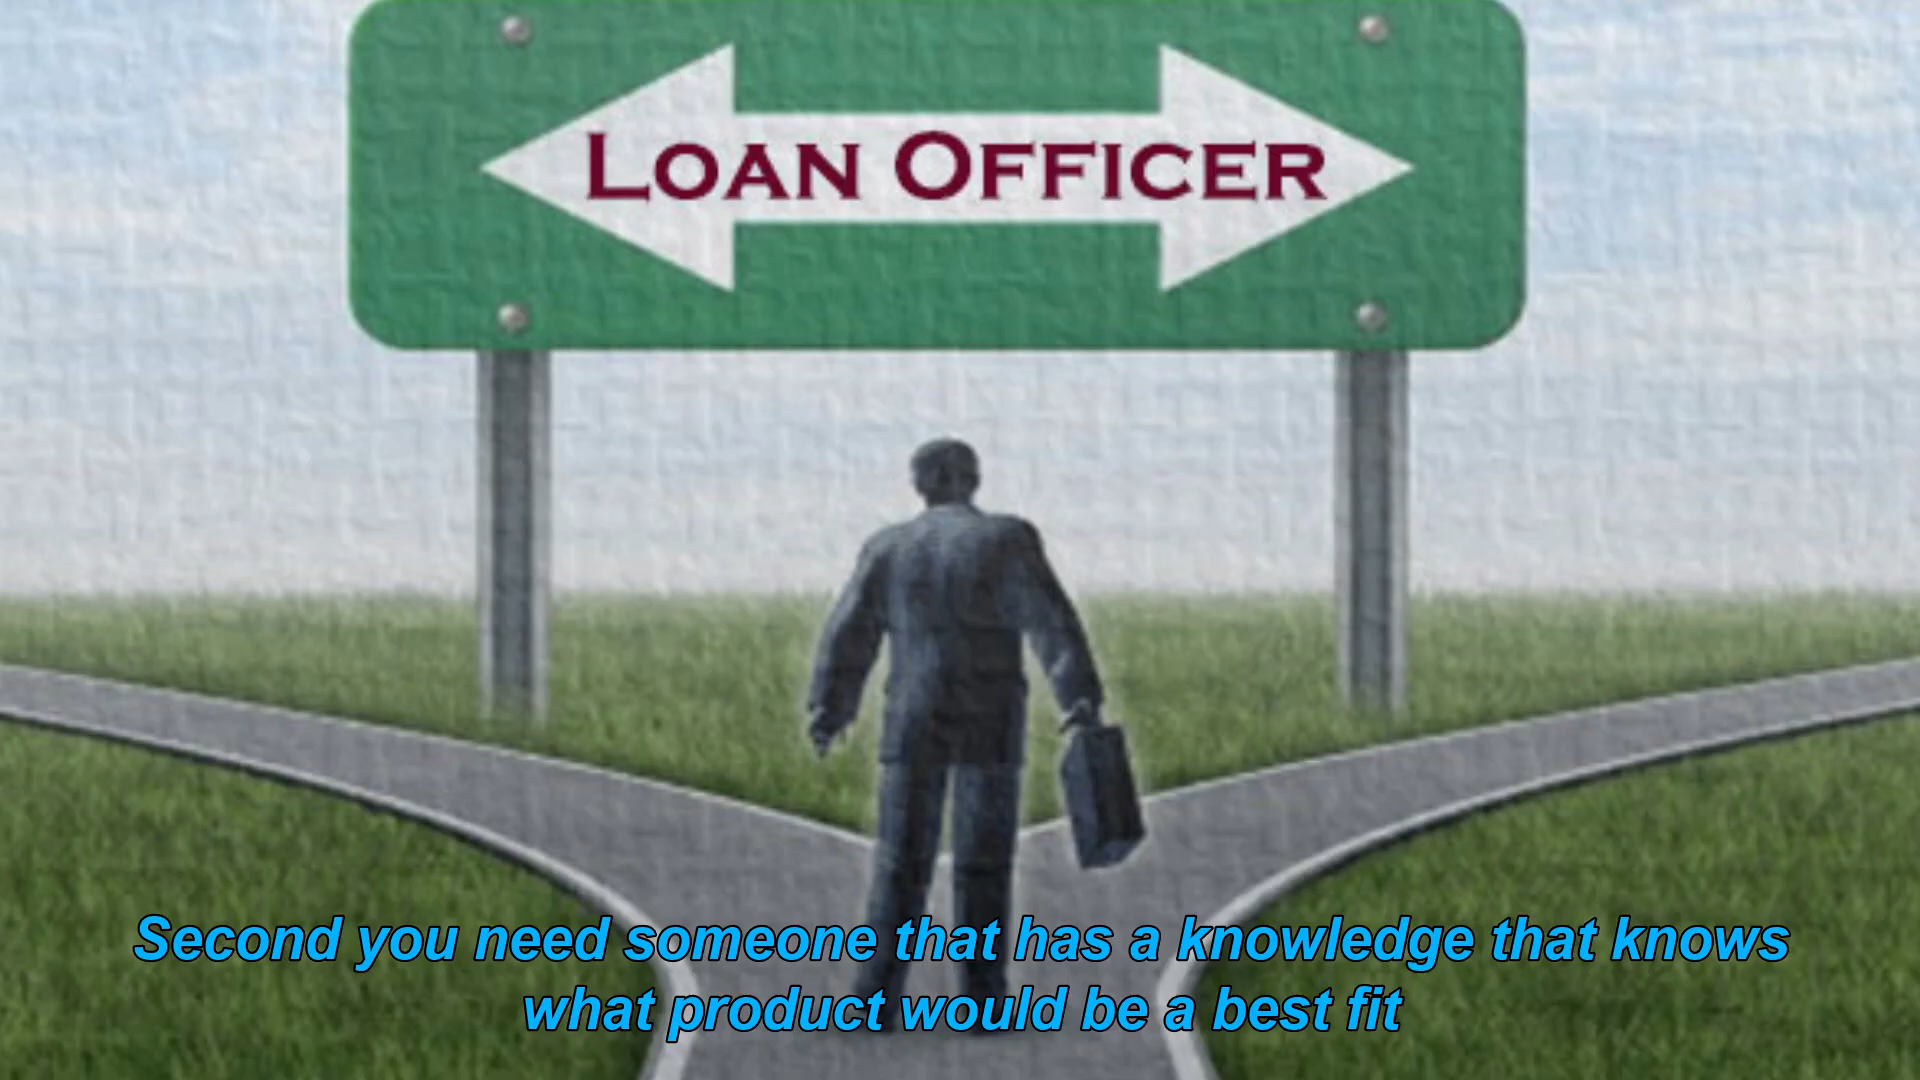 LOAN OFFICER
Second you need someone that has a knowledge that knows
what product would be a best fit